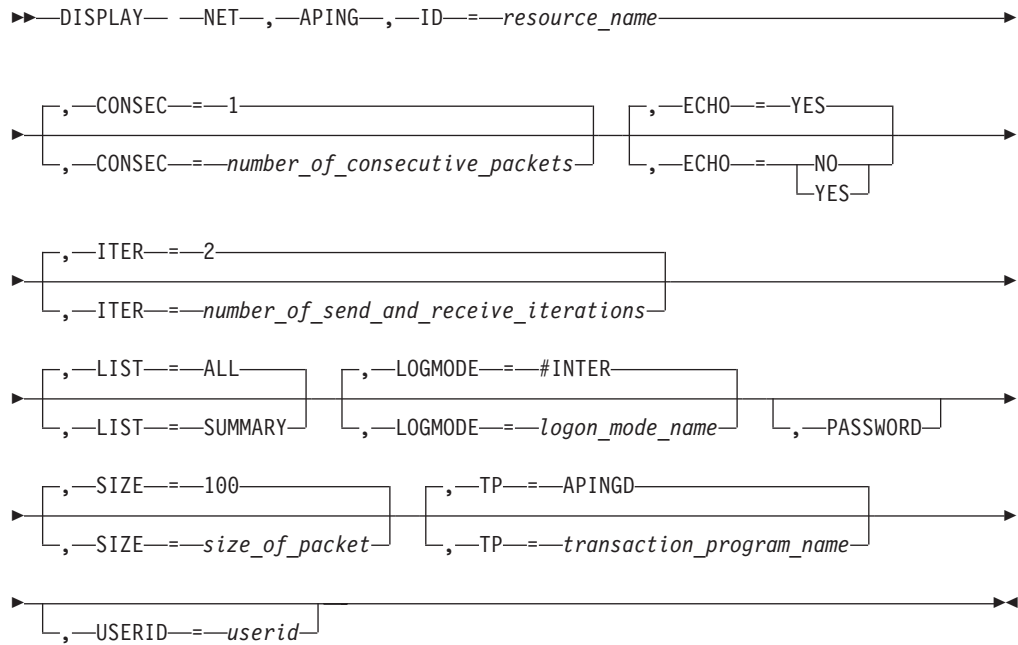 DISPLAY NET , APING , ID = resource_name
, CONSEC = 1 , ECHO = YES
, CONSEC = number_of_consecutive_packets , ECHO = NO
YES
, ITER = 2
, ITER = number_of_send_and_receive_iterations
, LIST = ALL , LOGMODE = #INTER
, LIST = SUMMARY , LOGMODE = logon_mode_name , PASSWORD
, SIZE = 100 , TP = APINGD
, SIZE = size_of_packet , TP = transaction_program_name
, USERID = userid